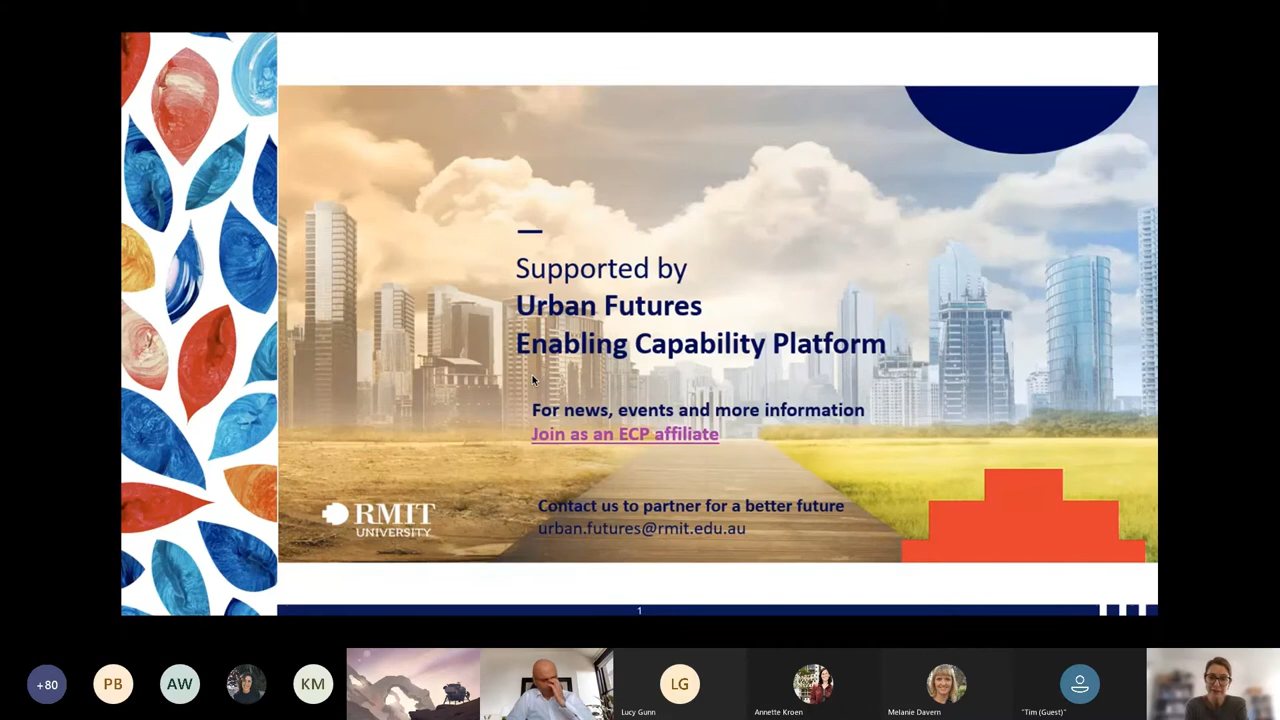 Supported by
Urban Futures
Enabling Capability Platform
For news, events and more information
Join as an ECP affiliate
Contact us to partner for a better future
urban.futures@rmit.edu.au
RMIT
UNIVERSITY
1
+80
PB
AW
KM
LG
Lucy Gunn
Annette Kroen
Melanie Davern
"Tim (Guest)"